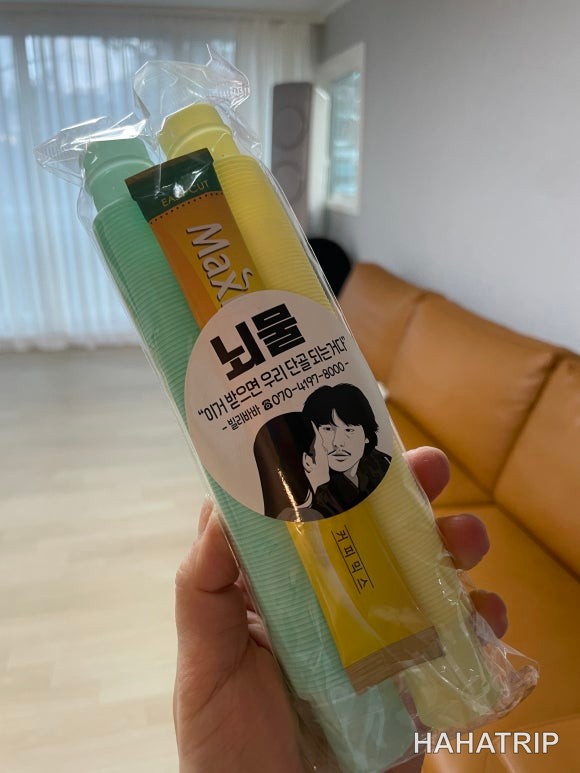 EASY CUT
Max
뇌물
"이거 받으면 우리 단골 되는거다"
- 빌리바바 ☎070-4197-8000 -
커피믹스
HAHATRIP